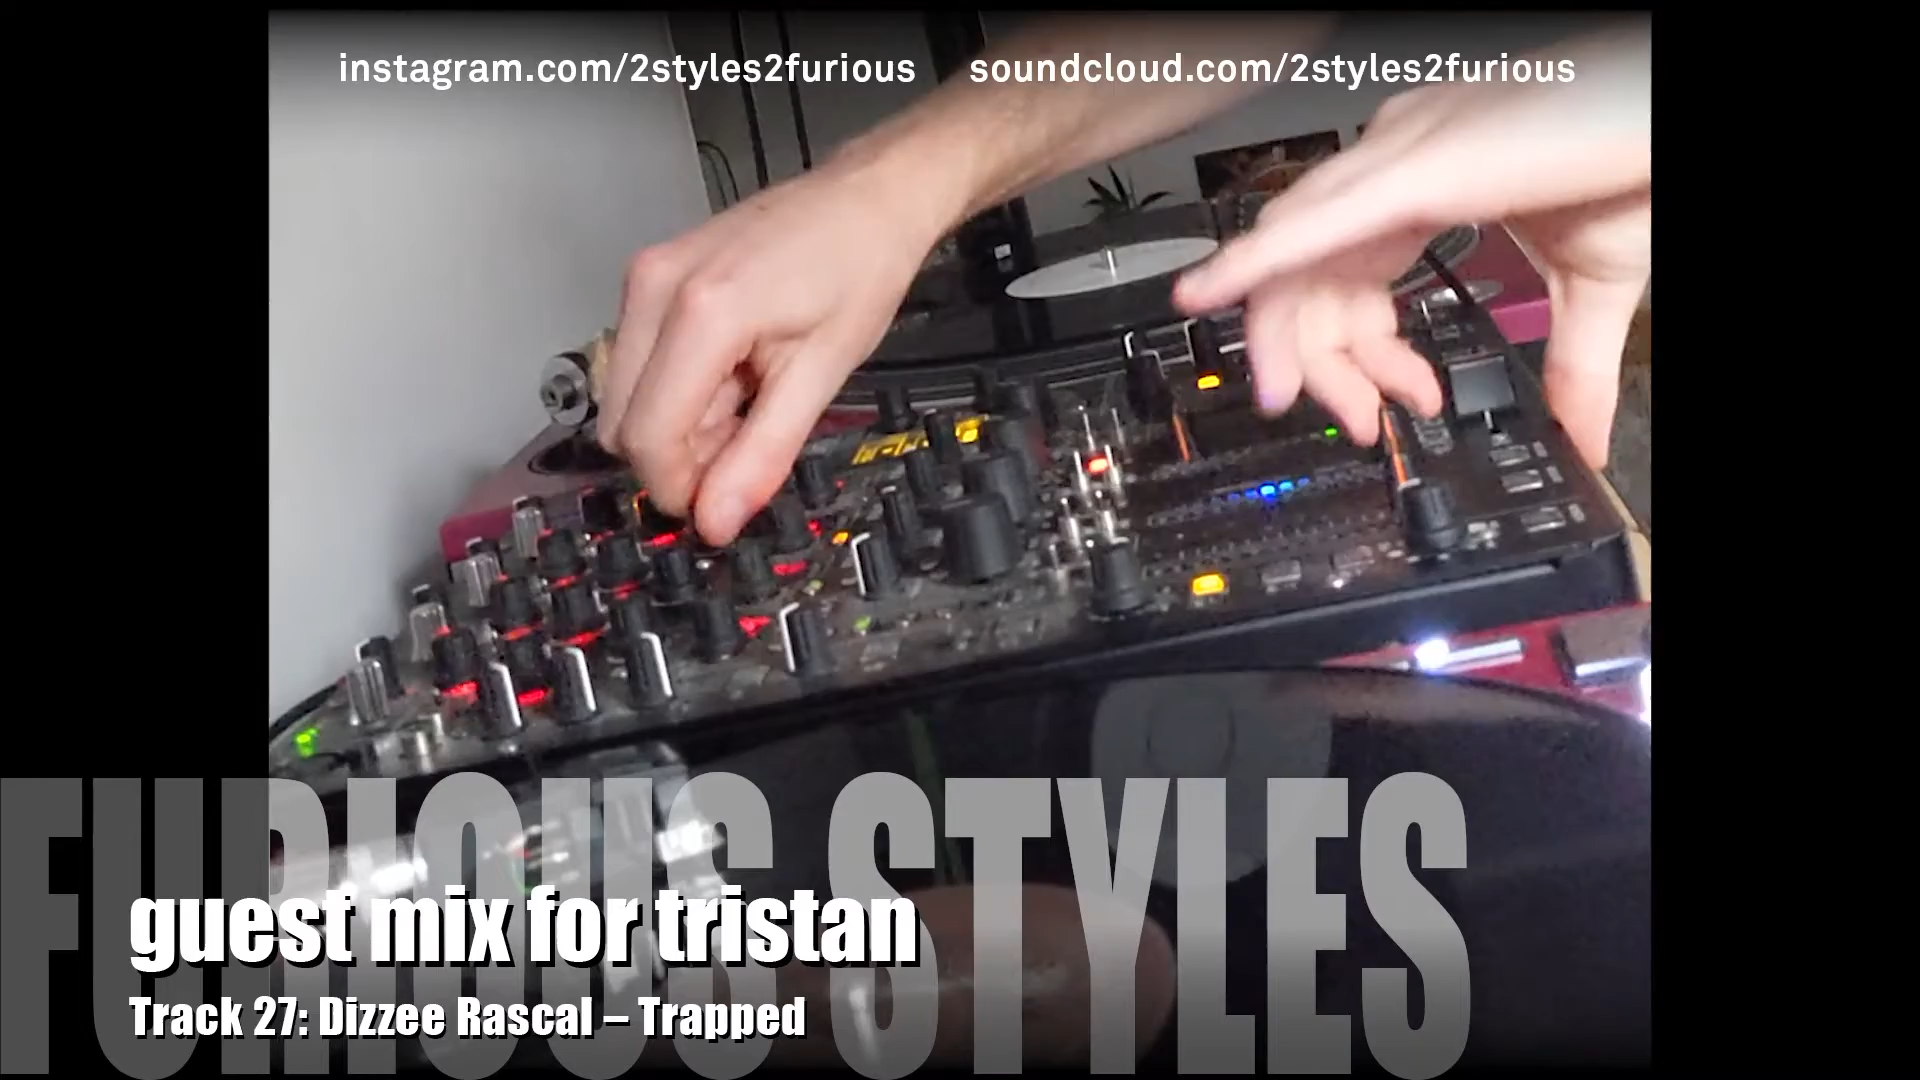 instagram.com/2styles2furious soundcloud.com/2styles2furious
FURIOUS STYLES
guest mix for tristan
Track 27: Dizzee Rascal – Trapped